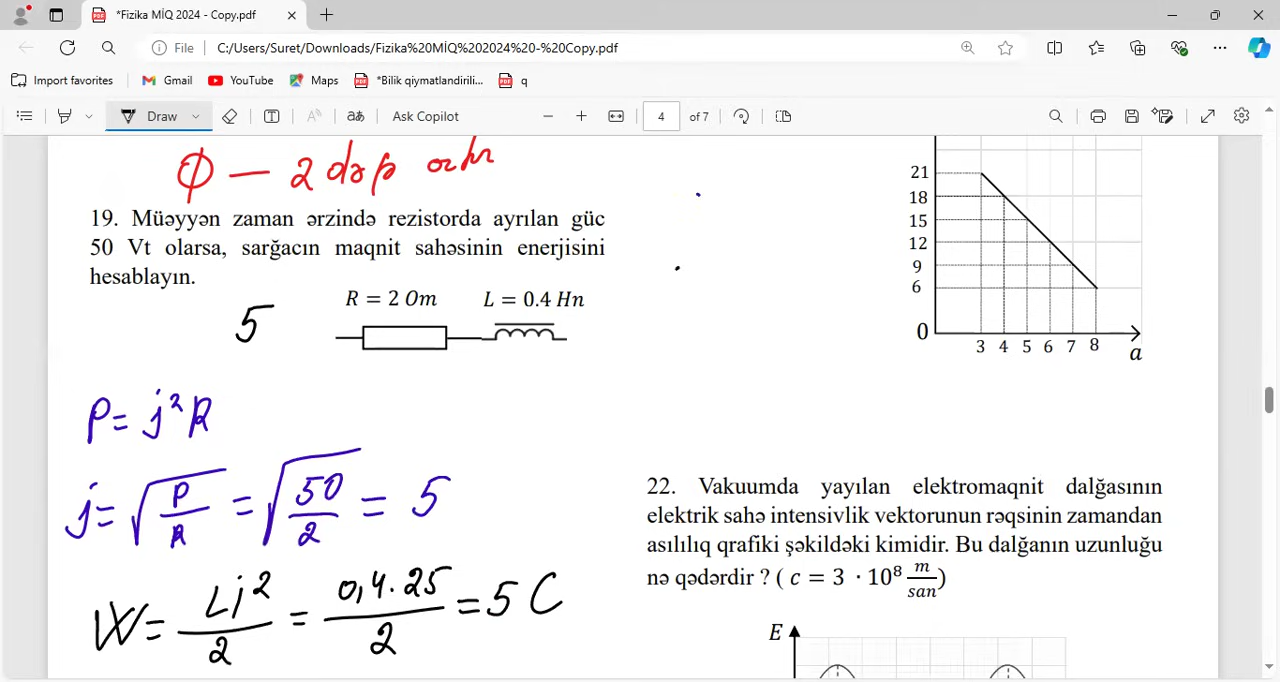 *Fizika MİQ 2024 - Copy.pdf
File
C:/Users/Suret/Downloads/Fizika%20MİQ%202024%20-%20Copy.pdf
Import favorites
Gmail
YouTube
Maps
*Bilik qiymatlandirili...
q
Draw
aあ
Ask Copilot
4
of 7
Ф — 2 dəf
19. Müəyyən zaman ərzində rezistorda ayrılan güc
50 Vt olarsa, sarğacın maqnit sahəsinin enerjisini
hesablayın.
R = 2 Om
L = 0.4 Hn
5
P = j²R
j = √P/R = √50/2 = 5
W = Lj²/2 = 0,4·25/2 = 5 C
21
18
15
12
9
6
0
3 4 5 6 7 8
a
22. Vakuumda yayılan elektromaqnit dalğasının
elektrik sahə intensivlik vektorunun rəqsinin zamandan
asılılıq qrafiki şəkildəki kimidir. Bu dalğanın uzunluğu
nə qədərdir ? ( c = 3 · 10⁸ m/san)
E